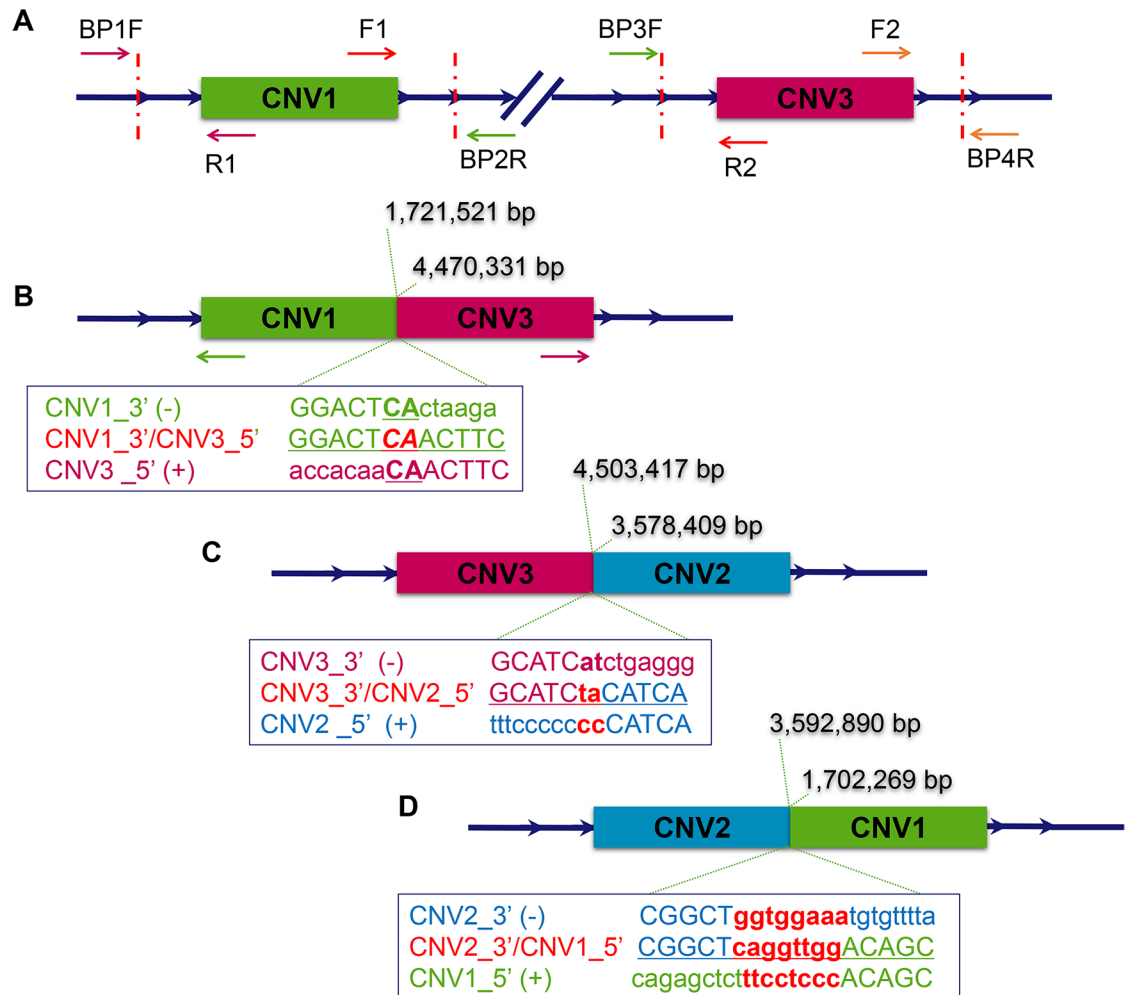 A
BP1F F1 BP3F F2
CNV1 CNV3
R1 BP2R R2 BP4R
1,721,521 bp
4,470,331 bp
B
CNV1 CNV3
CNV1_3’ (-) GGACTCActaaga
CNV1_3’/CNV3_5’ GGACTCAACTTC
CNV3 _5’ (+) accacaaCAACTTC
4,503,417 bp
3,578,409 bp
C
CNV3 CNV2
CNV3_3’ (-) GCATCatctgaggg
CNV3_3’/CNV2_5’ GCATCtaCATCA
CNV2 _5’ (+) tttcccccccCATCA
3,592,890 bp
1,702,269 bp
D
CNV2 CNV1
CNV2_3’ (-) CGGCTggtggaaatgtgtttta
CNV2_3’/CNV1_5’ CGGCTcaggttggACAGC
CNV1_5’ (+) cagagctctttcctcccACAGC